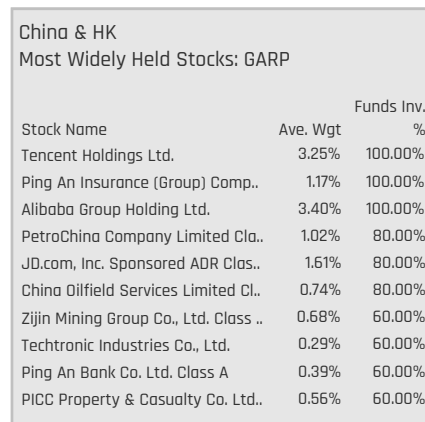 China & HK
Most Widely Held Stocks: GARP
Funds Inv.
Stock Name Ave. Wgt %
Tencent Holdings Ltd. 3.25% 100.00%
Ping An Insurance (Group) Comp.. 1.17% 100.00%
Alibaba Group Holding Ltd. 3.40% 100.00%
PetroChina Company Limited Cla.. 1.02% 80.00%
JD.com, Inc. Sponsored ADR Clas.. 1.61% 80.00%
China Oilfield Services Limited Cl.. 0.74% 80.00%
Zijin Mining Group Co., Ltd. Class .. 0.68% 60.00%
Techtronic Industries Co., Ltd. 0.29% 60.00%
Ping An Bank Co. Ltd. Class A 0.39% 60.00%
PICC Property & Casualty Co. Ltd.. 0.56% 60.00%